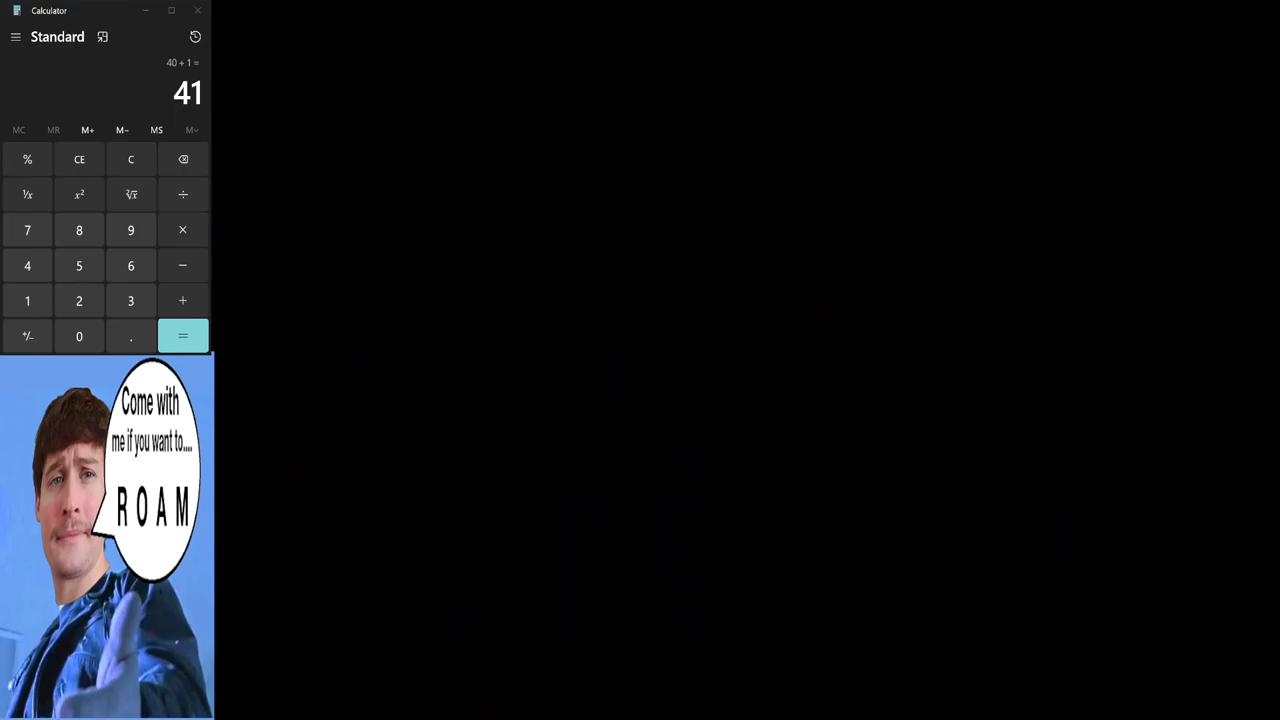 Calculator
Standard
40 + 1 =
41
MC MR M+ M− MS M˅
% CE C
¹/x x² ²√x ÷
7 8 9 ×
4 5 6 −
1 2 3 +
+/− 0 . =
Come with
me if you want to....
R O A M